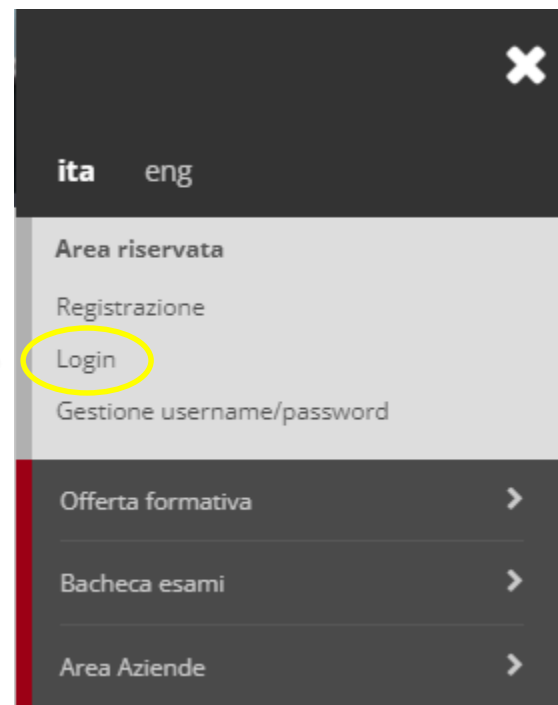 ita eng
Area riservata
Registrazione
Login
Gestione username/password
Offerta formativa
Bacheca esami
Area Aziende